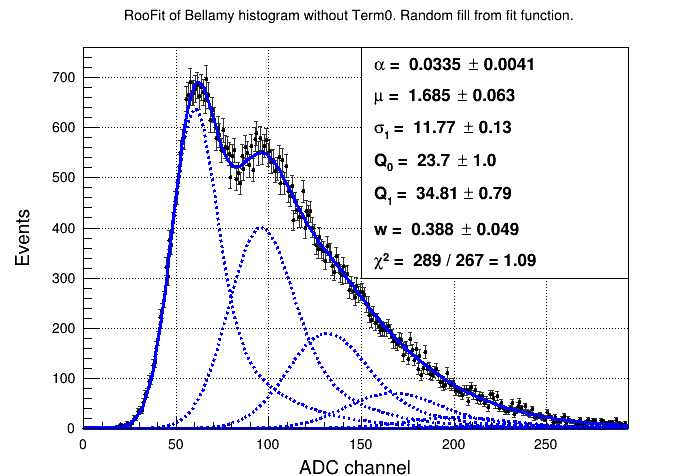 RooFit of Bellamy histogram without Term0. Random fill from fit function.
α = 0.0335 ± 0.0041
μ = 1.685 ± 0.063
σ₁ = 11.77 ± 0.13
Q₀ = 23.7 ± 1.0
Q₁ = 34.81 ± 0.79
w = 0.388 ± 0.049
χ² = 289 / 267 = 1.09
Events
700
600
500
400
300
200
100
0
0 50 100 150 200 250
ADC channel